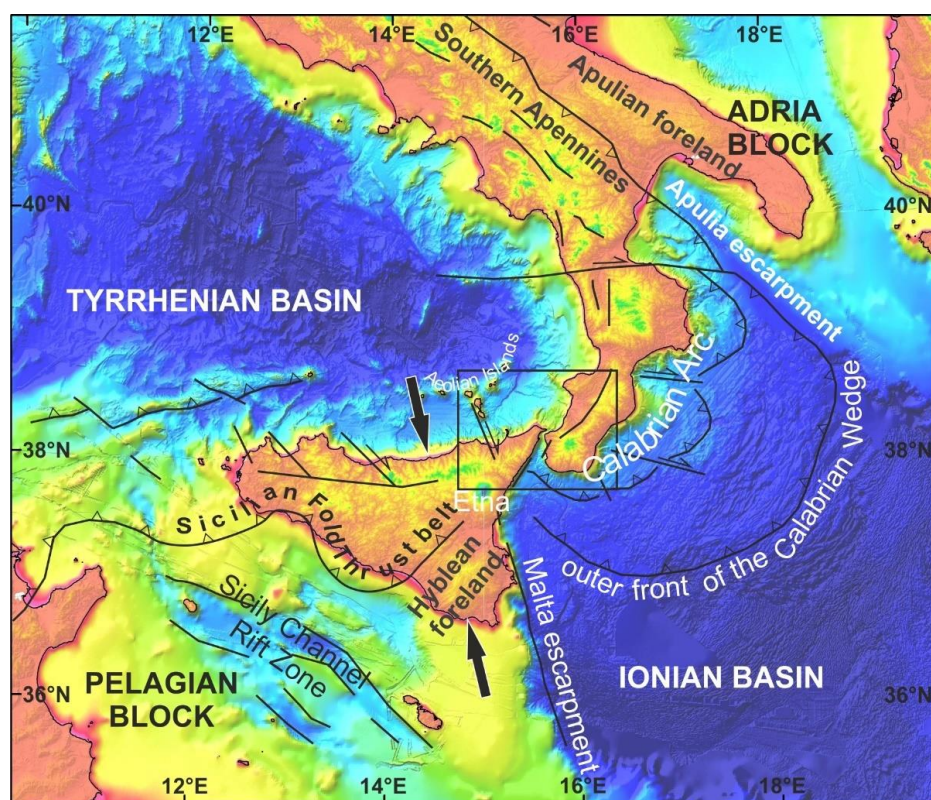 12°E
14°E
16°E
18°E
Southern Apennines
Apulian foreland
ADRIA
BLOCK
40°N
40°N
Apulia escarpment
TYRRHENIAN BASIN
Aeolian Islands
Calabrian Arc
38°N
38°N
Etna
Sicilian FoldThrust belt
outer front of the Calabrian Wedge
Hyblean
foreland
Malta escarpment
Sicily Channel
Rift Zone
PELAGIAN
BLOCK
IONIAN BASIN
36°N
36°N
12°E
14°E
16°E
18°E